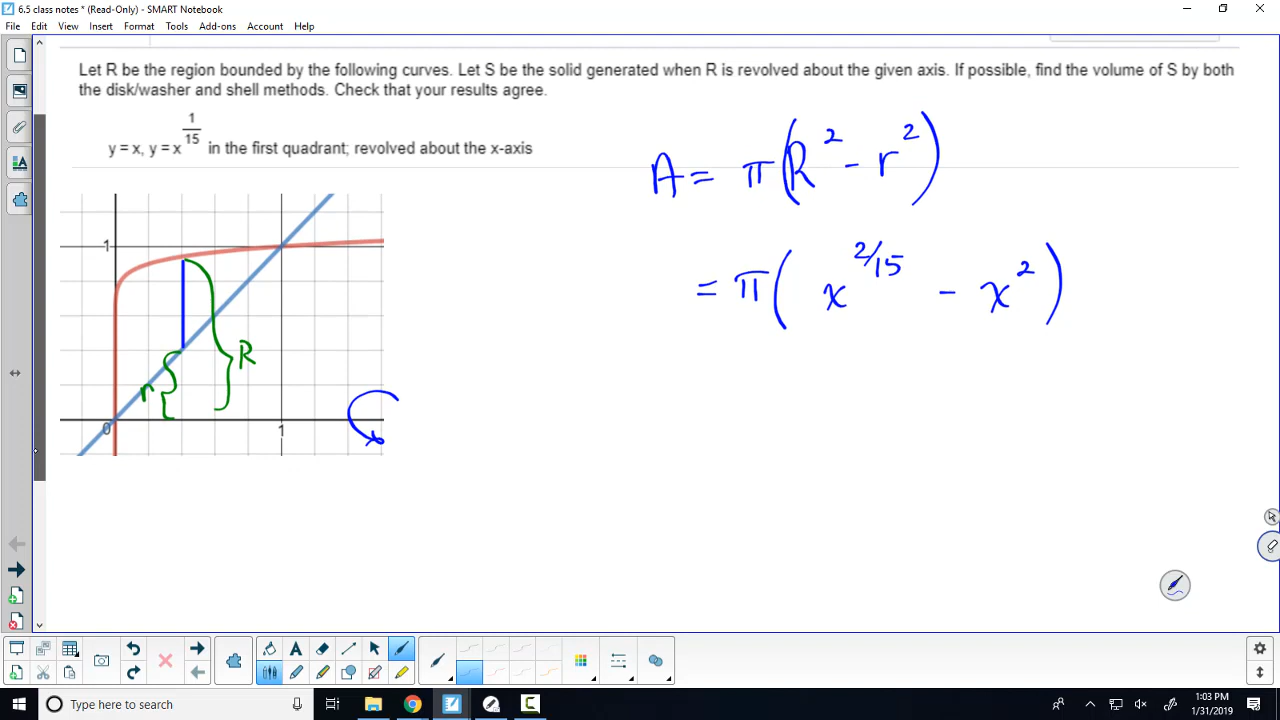 6.5 class notes * (Read-Only) - SMART Notebook
File Edit View Insert Format Tools Add-ons Account Help
Let R be the region bounded by the following curves. Let S be the solid generated when R is revolved about the given axis. If possible, find the volume of S by both
the disk/washer and shell methods. Check that your results agree.
y = x, y = x^(1/15) in the first quadrant; revolved about the x-axis
A = π(R² - r²)
= π(x^(2/15) - x²)
1
R
r
0
1
Type here to search
1:03 PM
1/31/2019